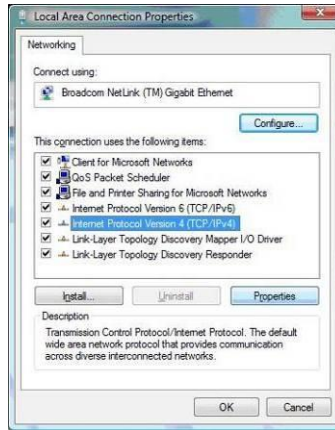 Local Area Connection Properties
Networking
Connect using:
Broadcom NetLink (TM) Gigabit Ethernet
Configure...
This connection uses the following items:
Client for Microsoft Networks
QoS Packet Scheduler
File and Printer Sharing for Microsoft Networks
Internet Protocol Version 6 (TCP/IPv6)
Internet Protocol Version 4 (TCP/IPv4)
Link-Layer Topology Discovery Mapper I/O Driver
Link-Layer Topology Discovery Responder
Install...
Uninstall
Properties
Description
Transmission Control Protocol/Internet Protocol. The default
wide area network protocol that provides communication
across diverse interconnected networks.
OK
Cancel